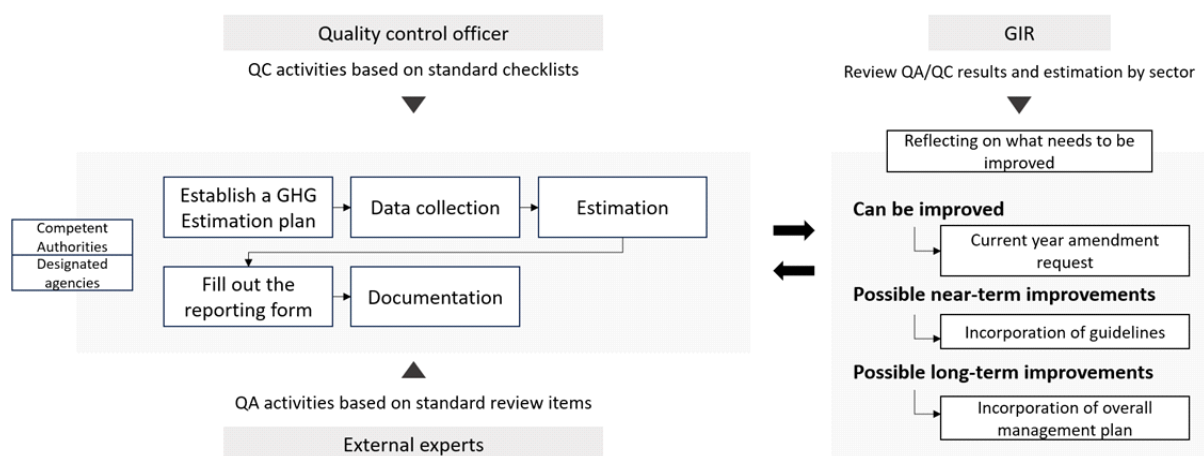 Quality control officer
QC activities based on standard checklists
Competent
Authorities
Designated
agencies
Establish a GHG
Estimation plan
Data collection
Estimation
Fill out the
reporting form
Documentation
QA activities based on standard review items
External experts
GIR
Review QA/QC results and estimation by sector
Reflecting on what needs to be
improved
Can be improved
Current year amendment
request
Possible near-term improvements
Incorporation of guidelines
Possible long-term improvements
Incorporation of overall
management plan